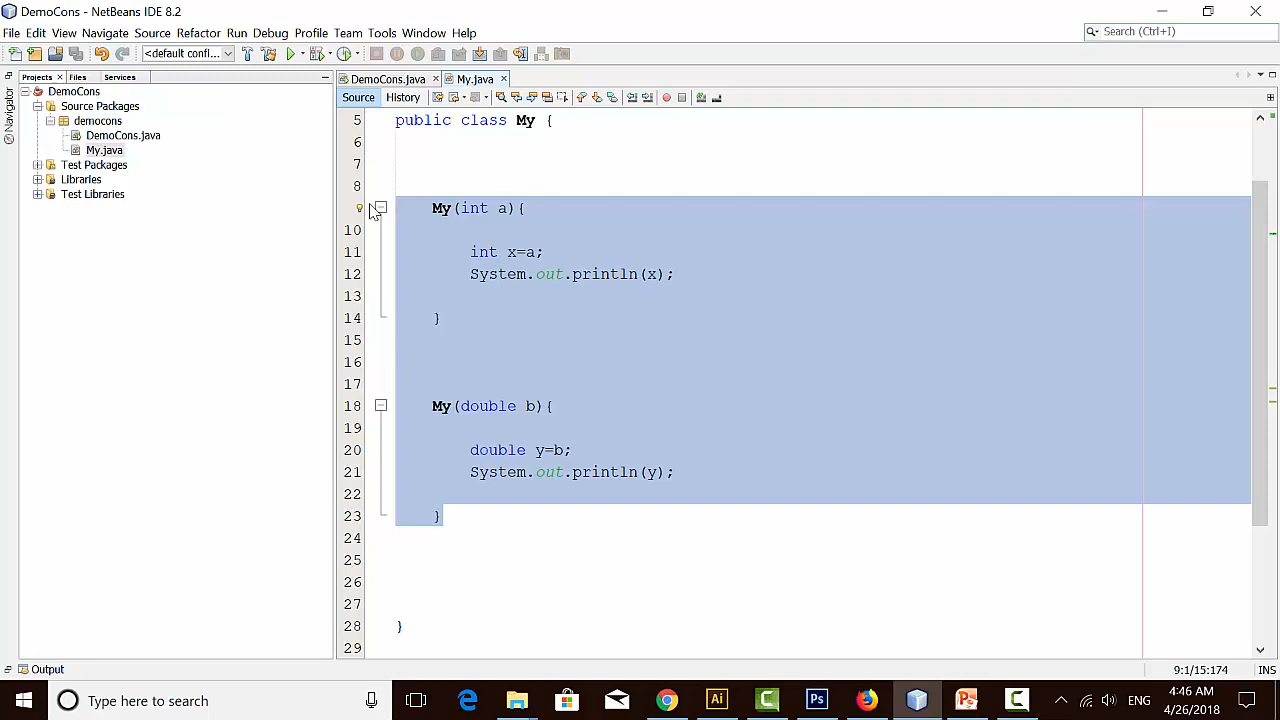 DemoCons - NetBeans IDE 8.2
File Edit View Navigate Source Refactor Run Debug Profile Team Tools Window Help
Search (Ctrl+I)
<default confi...
Projects Files Services
DemoCons.java My.java
Navigator
DemoCons
Source Packages
democons
DemoCons.java
My.java
Test Packages
Libraries
Test Libraries
Source History
5 public class My {
6
7
8
9 My(int a){
10
11 int x=a;
12 System.out.println(x);
13
14 }
15
16
17
18 My(double b){
19
20 double y=b;
21 System.out.println(y);
22
23 }
24
25
26
27
28 }
29
Output
9:1/15:174 INS
Type here to search
Ai
Ps
ENG
4:46 AM
4/26/2018